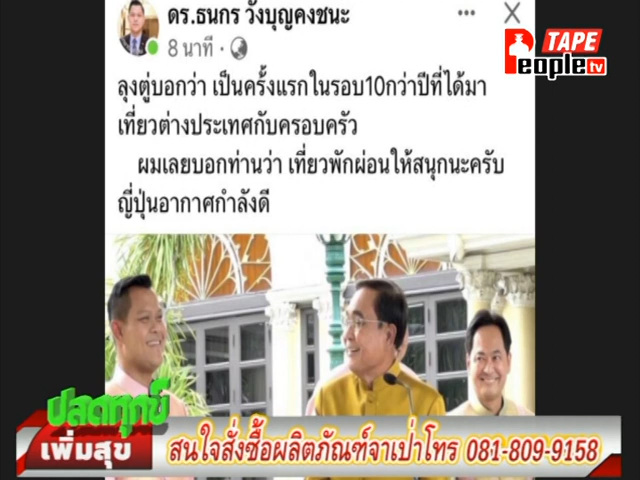 ดร.ธนกร วังบุญคงชนะ
8 นาที
TAPE
People tv
ลุงตู่บอกว่า เป็นครั้งแรกในรอบ10กว่าปีที่ได้มา
เที่ยวต่างประเทศกับครอบครัว
ผมเลยบอกท่านว่า เที่ยวพักผ่อนให้สนุกนะครับ
ญี่ปุ่นอากาศกำลังดี
ปลดทุกข์
เพิ่มสุข
สนใจสั่งซื้อผลิตภัณฑ์จาเป่าโทร 081-809-9158